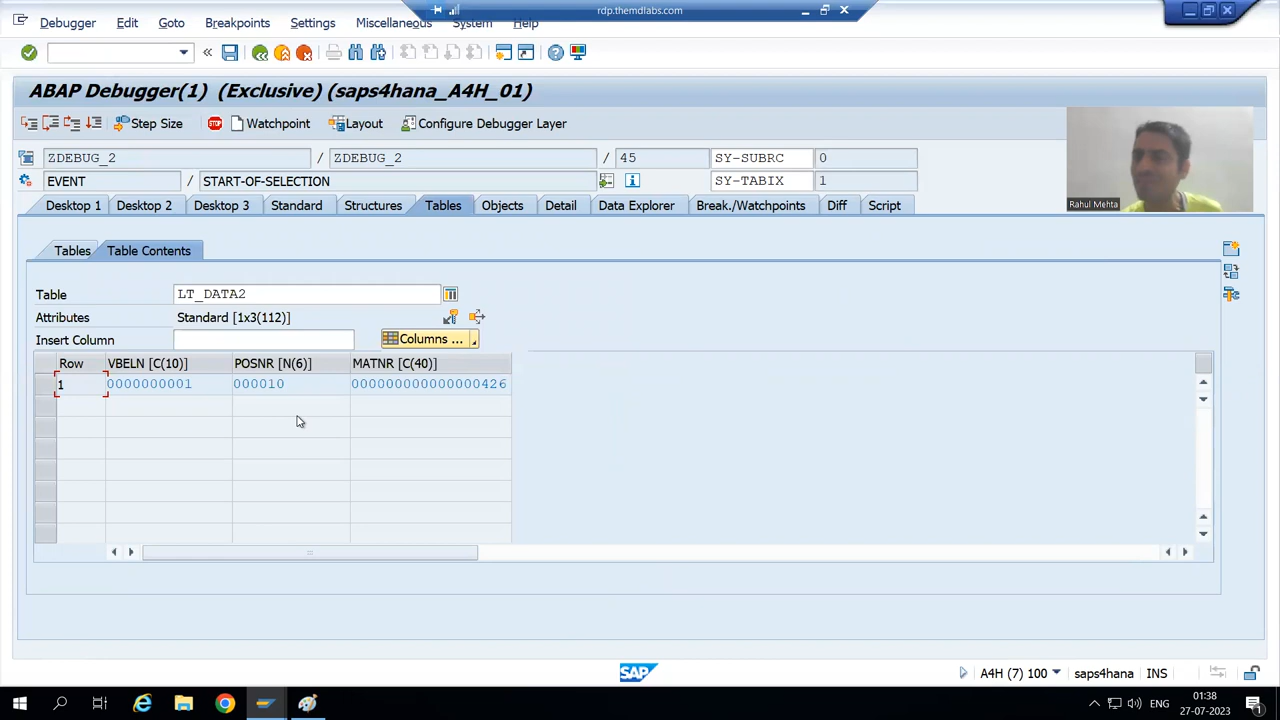 rdp.themdlabs.com
Debugger Edit Goto Breakpoints Settings Miscellaneous System Help
ABAP Debugger(1) (Exclusive) (saps4hana_A4H_01)
Step Size STOP Watchpoint Layout Configure Debugger Layer
ZDEBUG_2 / ZDEBUG_2 / 45 SY-SUBRC 0
EVENT / START-OF-SELECTION SY-TABIX 1
Rahul Mehta
Desktop 1 Desktop 2 Desktop 3 Standard Structures Tables Objects Detail Data Explorer Break./Watchpoints Diff Script
Tables Table Contents
Table LT_DATA2
Attributes Standard [1x3(112)]
Insert Column Columns ...
Row VBELN [C(10)] POSNR [N(6)] MATNR [C(40)]
1 0000000001 000010 000000000000000426
SAP A4H (7) 100 saps4hana INS
ENG 01:38
27-07-2023 1